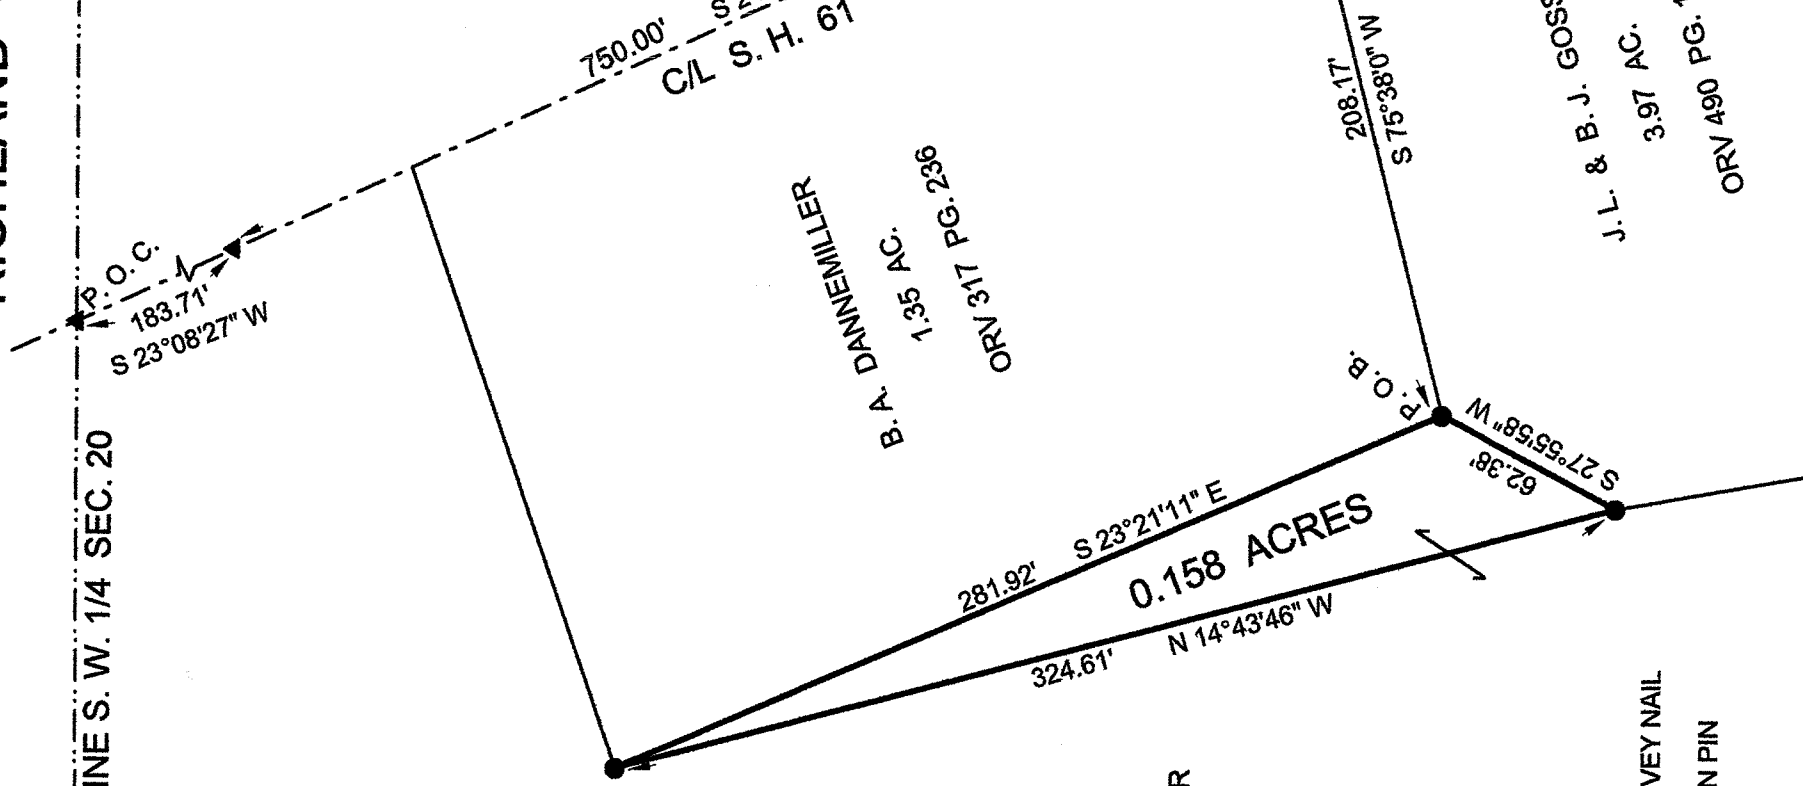 750.00'
C/L S. H. 61
P. O. C.
183.71'
S 23°08'27" W
INE S. W. 1/4 SEC. 20
B. A. DANNEMILLER
1.35 AC.
ORV 317 PG. 236
208.17'
S 75°38'0" W
J. L. & B. J. GOSS
3.97 AC.
ORV 490 PG. 1
P. O. B.
S 27°55'58" W
62.38'
281.92'
S 23°21'11" E
0.158 ACRES
324.61'
N 14°43'46" W
R
VEY NAIL
N PIN